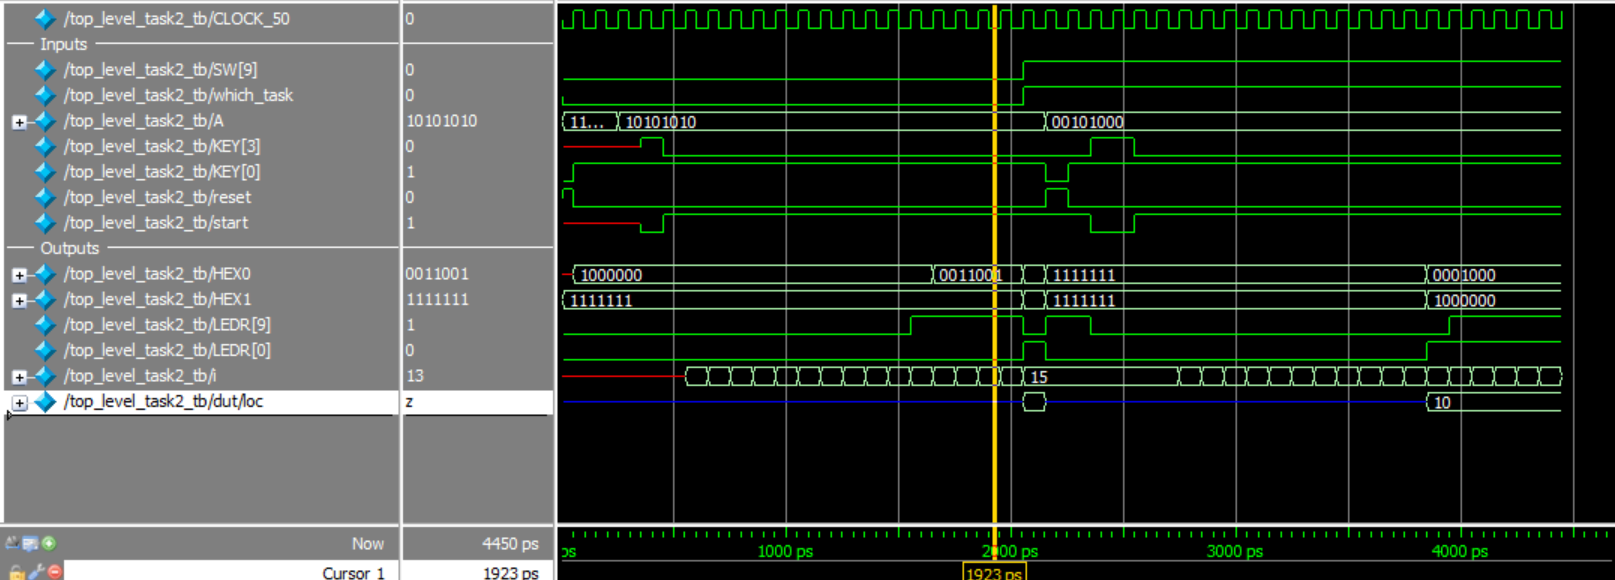 /top_level_task2_tb/CLOCK_50 0
Inputs
/top_level_task2_tb/SW[9] 0
/top_level_task2_tb/which_task 0
/top_level_task2_tb/A 10101010 11... 10101010 00101000
/top_level_task2_tb/KEY[3] 0
/top_level_task2_tb/KEY[0] 1
/top_level_task2_tb/reset 0
/top_level_task2_tb/start 1
Outputs
/top_level_task2_tb/HEX0 0011001 1000000 0011001 1111111 0001000
/top_level_task2_tb/HEX1 1111111 1111111 1111111 1000000
/top_level_task2_tb/LEDR[9] 1
/top_level_task2_tb/LEDR[0] 0
/top_level_task2_tb/i 13 15
/top_level_task2_tb/dut/loc z 10
Now 4450 ps ps 1000 ps 2000 ps 3000 ps 4000 ps
Cursor 1 1923 ps 1923 ps